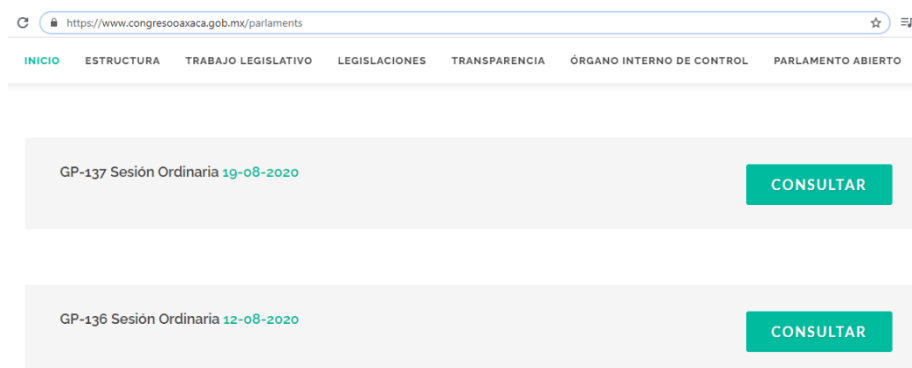 https://www.congresooaxaca.gob.mx/parlaments
INICIO ESTRUCTURA TRABAJO LEGISLATIVO LEGISLACIONES TRANSPARENCIA ÓRGANO INTERNO DE CONTROL PARLAMENTO ABIERTO
GP-137 Sesión Ordinaria 19-08-2020
CONSULTAR
GP-136 Sesión Ordinaria 12-08-2020
CONSULTAR